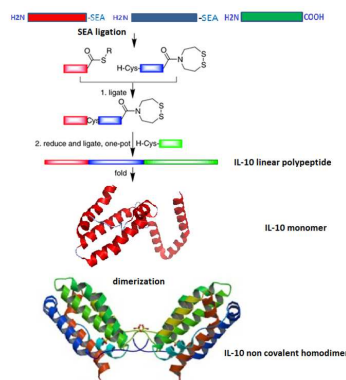 H2N -SEA H2N -SEA H2N COOH
SEA ligation
O R
S
H-Cys- O N S S
1. ligate
Cys O N S S
2. reduce and ligate, one-pot H-Cys-
IL-10 linear polypeptide
fold
IL-10 monomer
dimerization
IL-10 non covalent homodimer